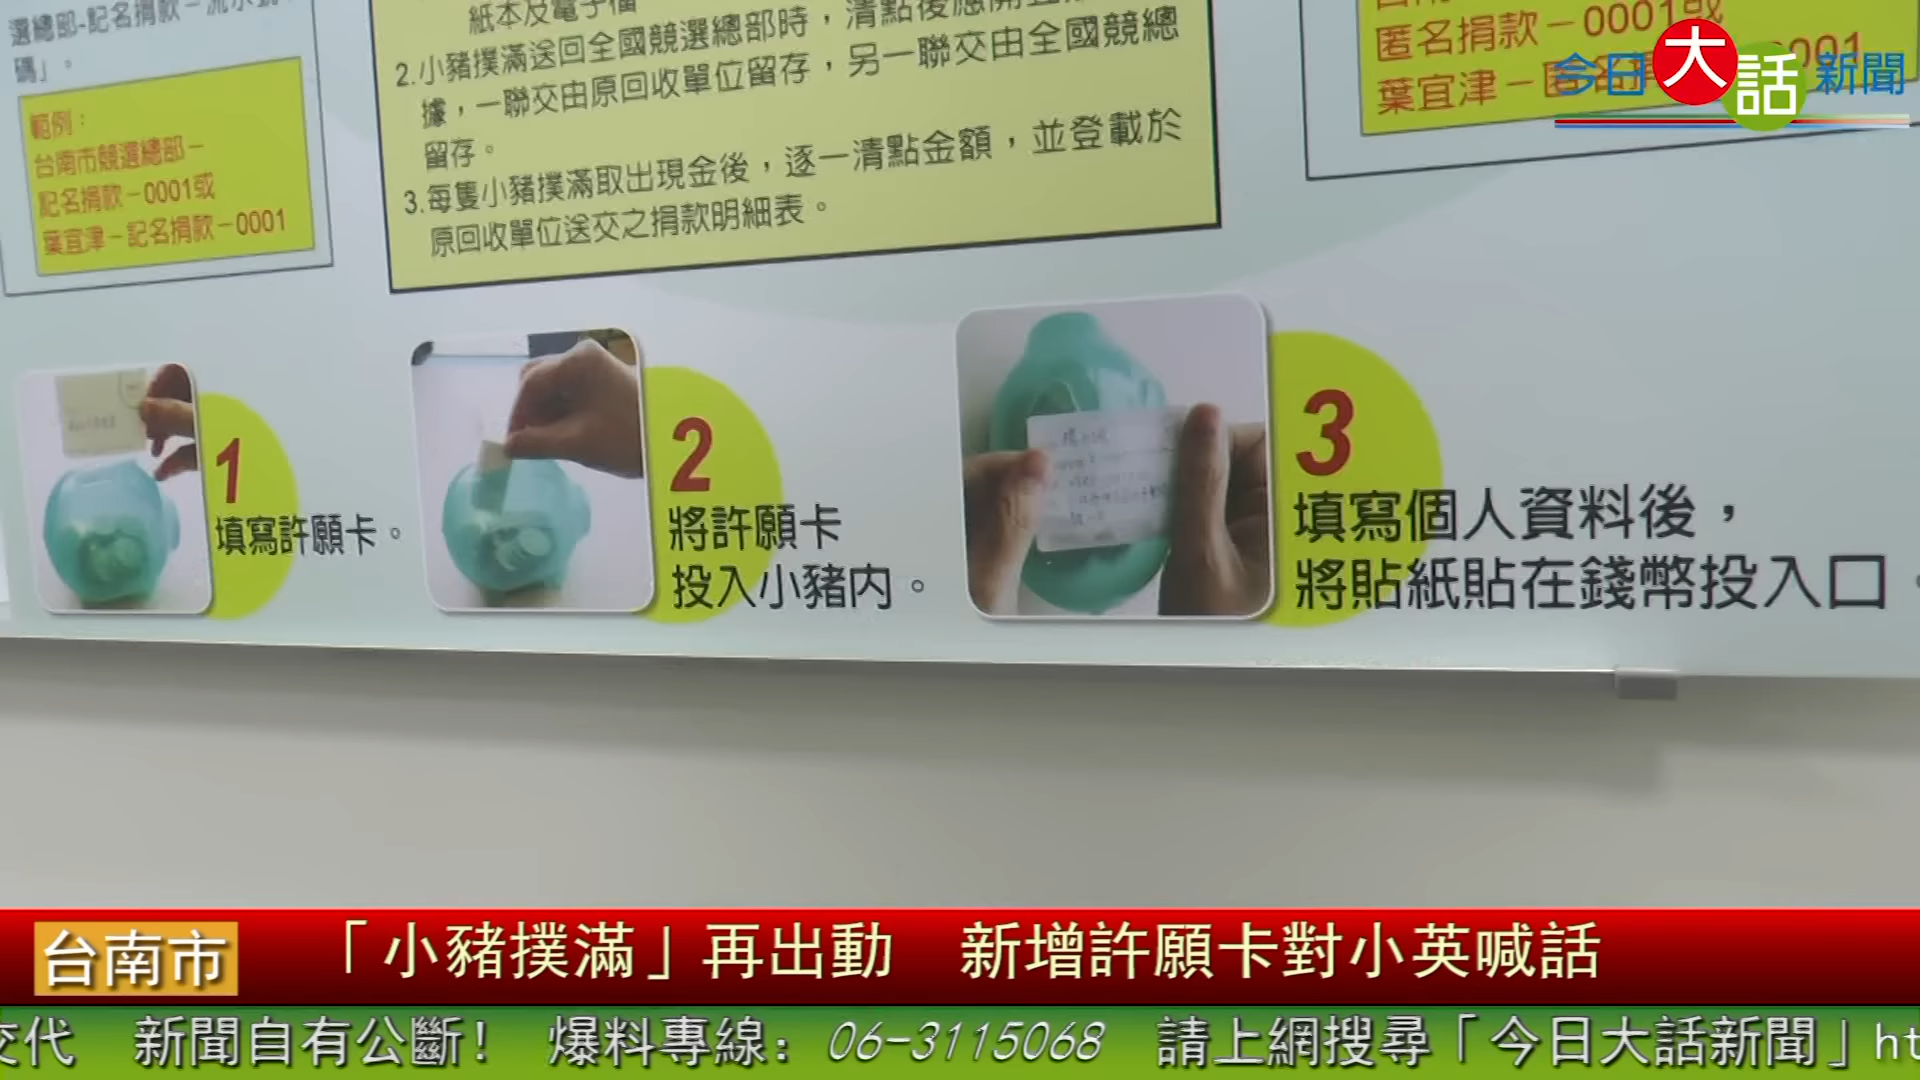 選總部-記名捐款－流水號
碼」。
範例：
台南市競選總部－
記名捐款－0001或
葉宜津－記名捐款－0001
紙本及電子檔
2.小豬撲滿送回全國競選總部時，清點後應開立
據，一聯交由原回收單位留存，另一聯交由全國競總
留存。
3.每隻小豬撲滿取出現金後，逐一清點金額，並登載於
原回收單位送交之捐款明細表。
匿名捐款－0001或
葉宜津－匿名
0001
今日大話新聞
1
填寫許願卡。
2
將許願卡
投入小豬內。
3
填寫個人資料後，
將貼紙貼在錢幣投入口。
台南市
「小豬撲滿」再出動　新增許願卡對小英喊話
交代　新聞自有公斷！　爆料專線：06-3115068　請上網搜尋「今日大話新聞」ht